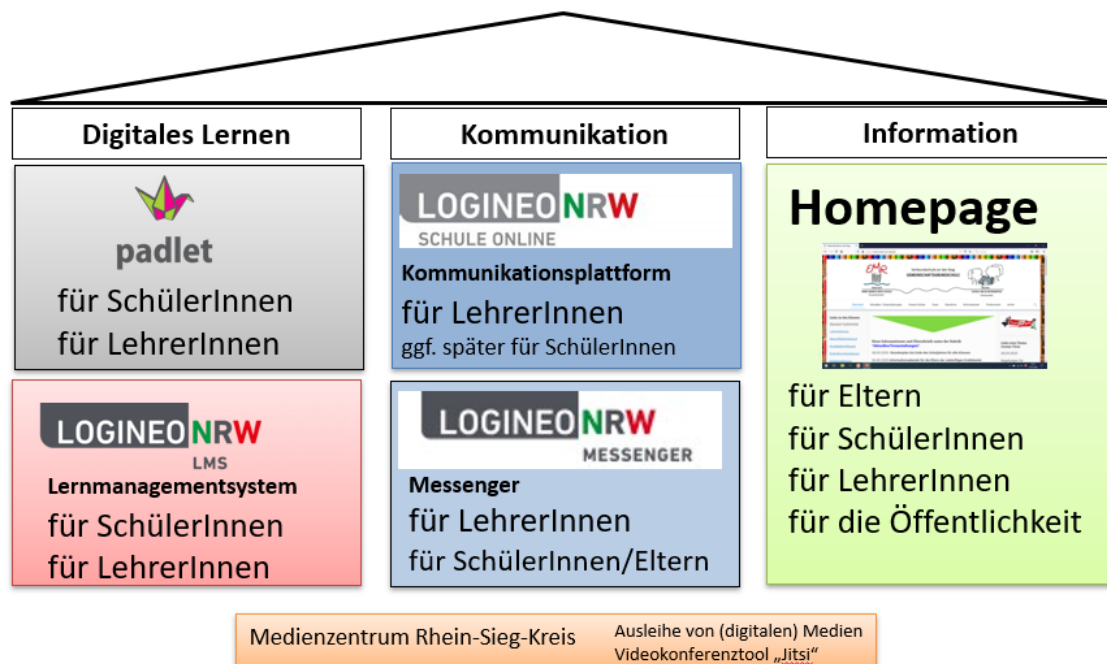 Digitales Lernen
padlet
für SchülerInnen
für LehrerInnen
LOGINEO NRW
LMS
Lernmanagementsystem
für SchülerInnen
für LehrerInnen
Kommunikation
LOGINEO NRW
SCHULE ONLINE
Kommunikationsplattform
für LehrerInnen
ggf. später für SchülerInnen
LOGINEO NRW
MESSENGER
Messenger
für LehrerInnen
für SchülerInnen/Eltern
Information
Homepage
EMR
GEMEINSCHAFTSGRUNDSCHULE
für Eltern
für SchülerInnen
für LehrerInnen
für die Öffentlichkeit
Medienzentrum Rhein-Sieg-Kreis
Ausleihe von (digitalen) Medien
Videokonferenztool „Jitsi“